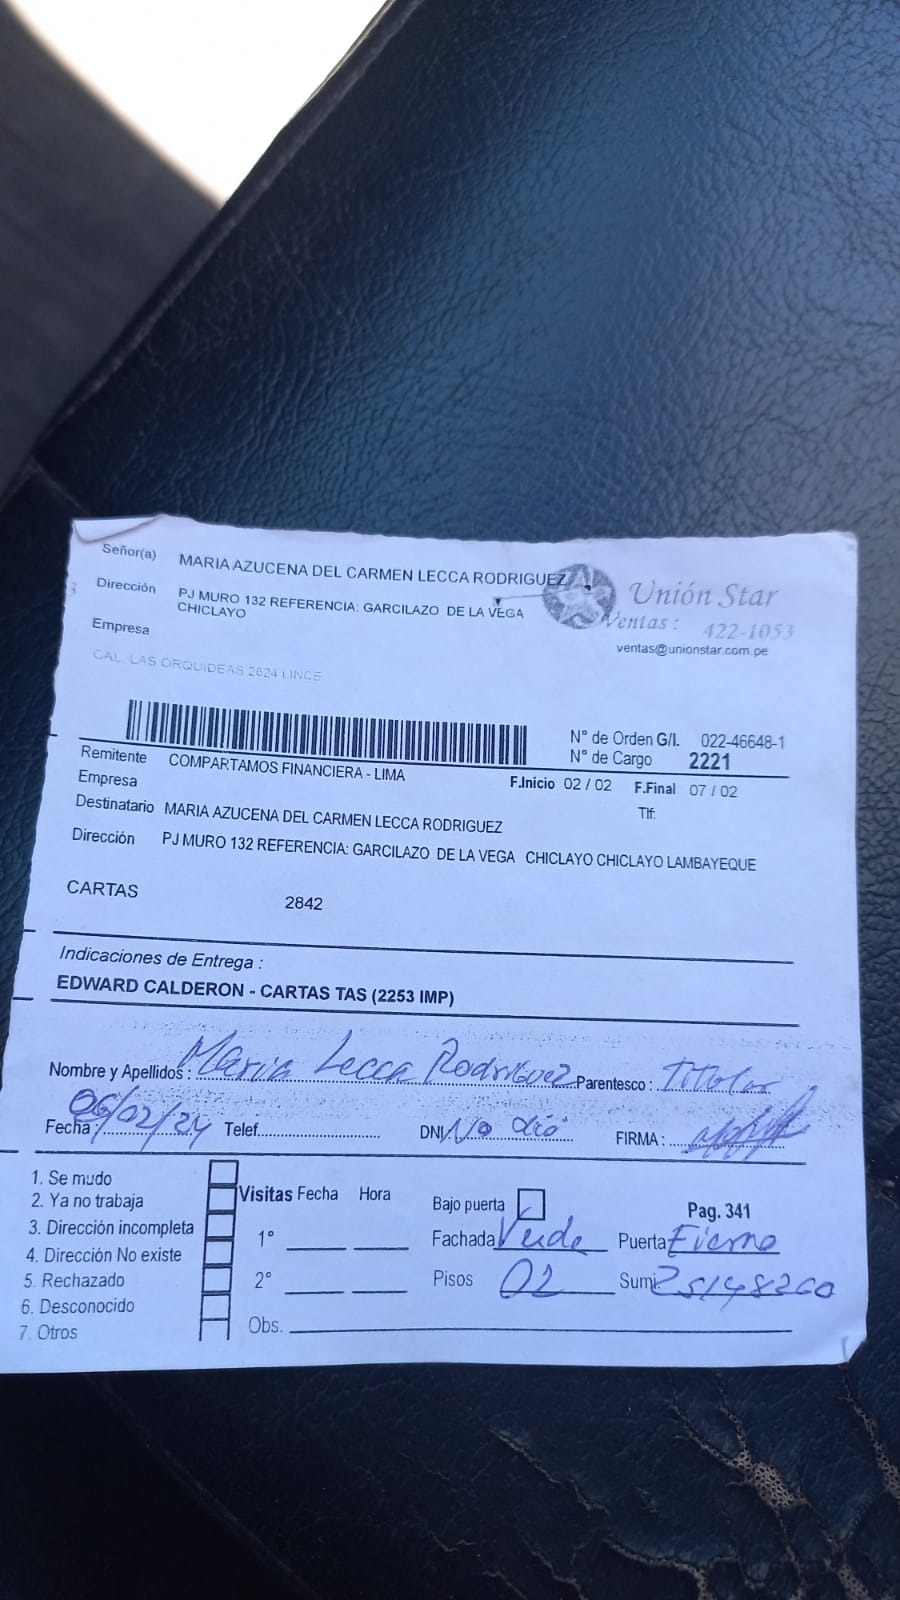 Señor(a) MARIA AZUCENA DEL CARMEN LECCA RODRIGUEZ
Dirección PJ MURO 132 REFERENCIA: GARCILAZO DE LA VEGA
CHICLAYO
Empresa
CAL. LAS ORQUIDEAS 2624 LINCE
Unión Star
Ventas : 422-1053
ventas@unionstar.com.pe
N° de Orden G/I. 022-46648-1
N° de Cargo 2221
Remitente COMPARTAMOS FINANCIERA - LIMA
F.Inicio 02 / 02 F.Final 07 / 02
Empresa
Tlf:
Destinatario MARIA AZUCENA DEL CARMEN LECCA RODRIGUEZ
Dirección PJ MURO 132 REFERENCIA: GARCILAZO DE LA VEGA CHICLAYO CHICLAYO LAMBAYEQUE
CARTAS 2842
Indicaciones de Entrega :
EDWARD CALDERON - CARTAS TAS (2253 IMP)
Nombre y Apellidos : Maria Lecca Rodriguez Parentesco : Titular
Fecha : 06/02/24 Telef. DNI No dió FIRMA :
1. Se mudo
2. Ya no trabaja
3. Dirección incompleta
4. Dirección No existe
5. Rechazado
6. Desconocido
7. Otros
Visitas Fecha Hora
1°
2°
Obs.
Bajo puerta Pag. 341
Fachada Verde Puerta Fierro
Pisos 02 Sumi 25148260